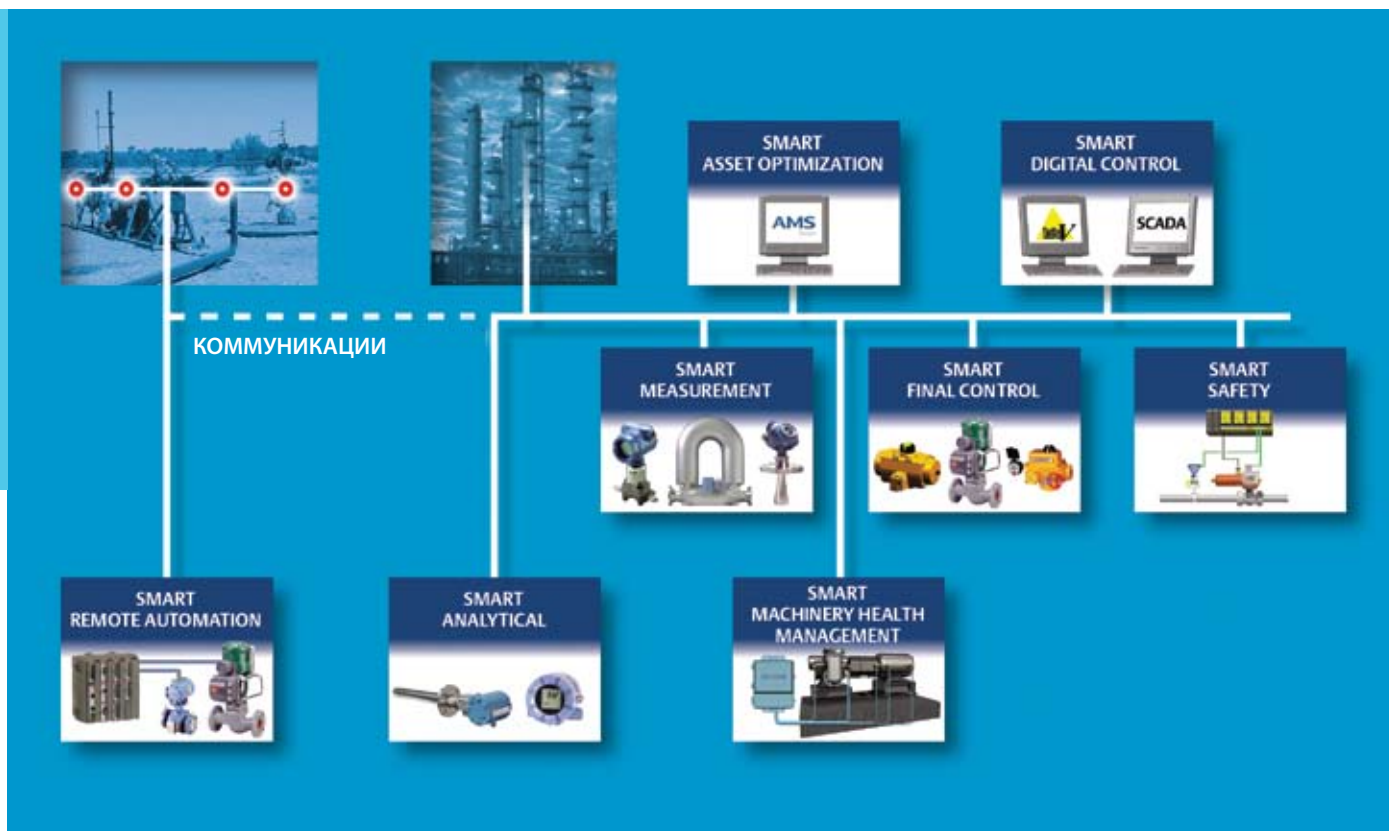 SMART
ASSET OPTIMIZATION
AMS
SMART
DIGITAL CONTROL
SCADA
КОММУНИКАЦИИ
SMART
MEASUREMENT
SMART
FINAL CONTROL
SMART
SAFETY
SMART
REMOTE AUTOMATION
SMART
ANALYTICAL
SMART
MACHINERY HEALTH
MANAGEMENT